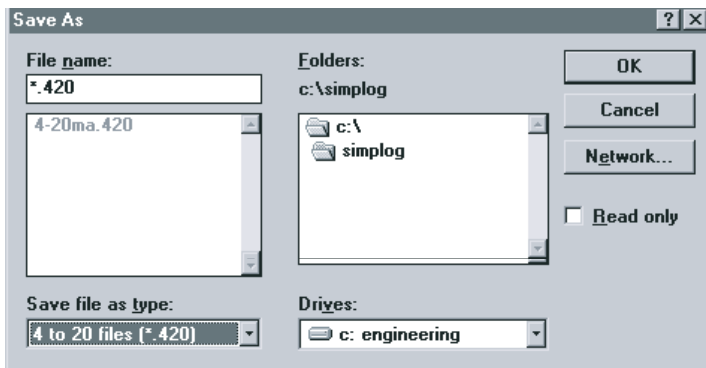 Save As
File name:
*.420
4-20ma.420
Save file as type:
4 to 20 files (*.420)
Folders:
c:\simplog
c:\
simplog
Drives:
c: engineering
OK
Cancel
Network...
Read only